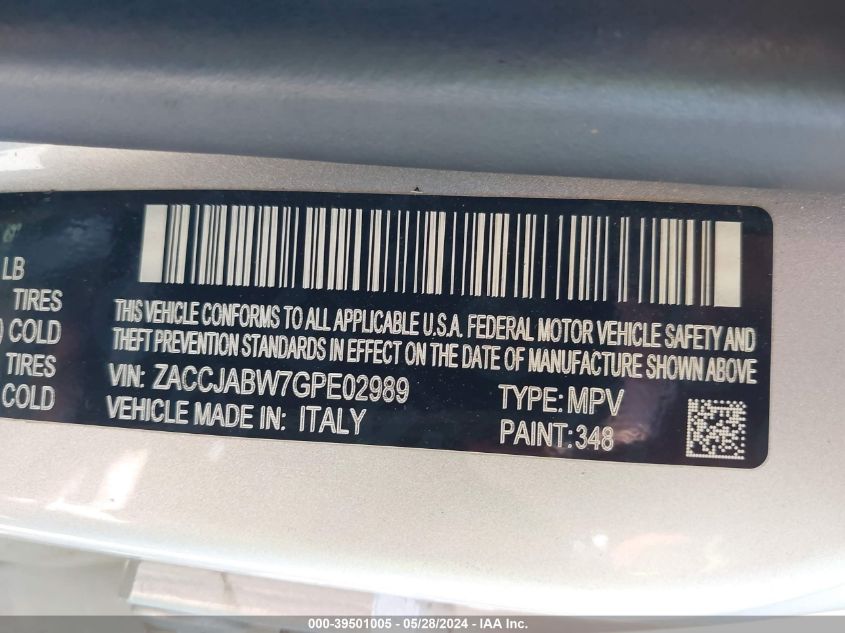 LB
TIRES
) COLD
TIRES
COLD
THIS VEHICLE CONFORMS TO ALL APPLICABLE U.S.A. FEDERAL MOTOR VEHICLE SAFETY AND
THEFT PREVENTION STANDARDS IN EFFECT ON THE DATE OF MANUFACTURE SHOWN ABOVE
VIN: ZACCJABW7GPE02989 TYPE: MPV
VEHICLE MADE IN: ITALY PAINT: 348
000-39501005 / 05/28/2024 - © IAA, Inc.